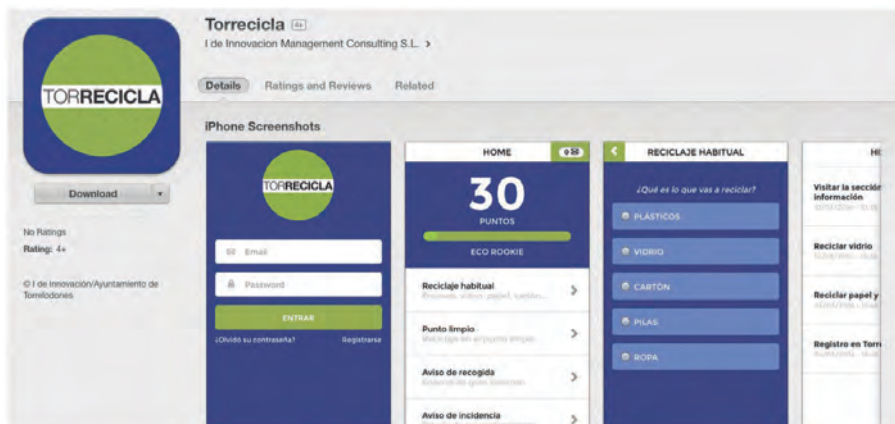 Torrecicla 4+
I de Innovacion Management Consulting S.L. >
Details Ratings and Reviews Related
TORRECICLA
Download
No Ratings
Rating: 4+
© I de Innovación/Ayuntamiento de
Torrelodones
iPhone Screenshots
TORRECICLA
Email
Password
ENTRAR
¿Olvidó su contraseña? Registrarse
HOME
30
PUNTOS
ECO ROOKIE
Reciclaje habitual
Punto limpio
Aviso de recogida
Aviso de incidencia
RECICLAJE HABITUAL
¿Qué es lo que vas a reciclar?
PLÁSTICOS
VIDRIO
CARTÓN
PILAS
ROPA
Visitar la sección
información
Reciclar vidrio
Reciclar papel y
Registro en Torre